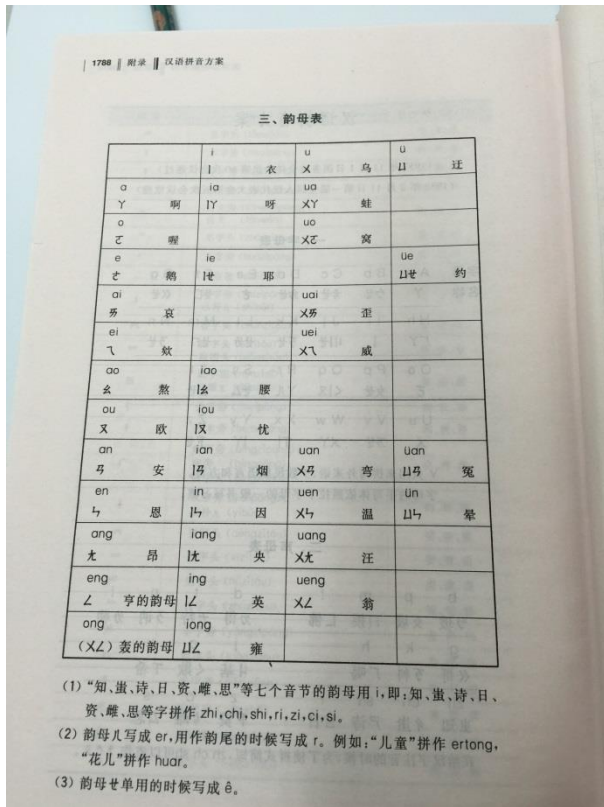 1788 附录 汉语拼音方案
三、韵母表
i u ü
ㄧ 衣 ㄨ 乌 ㄩ 迂
a ia ua
ㄚ 啊 ㄧㄚ 呀 ㄨㄚ 蛙
o uo
ㄛ 喔 ㄨㄛ 窝
e ie üe
ㄜ 鹅 ㄧㄝ 耶 ㄩㄝ 约
ai uai
ㄞ 哀 ㄨㄞ 歪
ei uei
ㄟ 欸 ㄨㄟ 威
ao iao
ㄠ 熬 ㄧㄠ 腰
ou iou
ㄡ 欧 ㄧㄡ 忧
an ian uan üan
ㄢ 安 ㄧㄢ 烟 ㄨㄢ 弯 ㄩㄢ 冤
en in uen ün
ㄣ 恩 ㄧㄣ 因 ㄨㄣ 温 ㄩㄣ 晕
ang iang uang
ㄤ 昂 ㄧㄤ 央 ㄨㄤ 汪
eng ing ueng
ㄥ 亨的韵母 ㄧㄥ 英 ㄨㄥ 翁
ong iong
(ㄨㄥ)轰的韵母 ㄩㄥ 雍
(1) “知、蚩、诗、日、资、雌、思”等七个音节的韵母用 i,即:知、蚩、诗、日、
资、雌、思等字拼作 zhi,chi,shi,ri,zi,ci,si。
(2) 韵母ㄦ写成 er,用作韵尾的时候写成 r。例如:“儿童”拼作 ertong,
“花儿”拼作 huar。
(3) 韵母ㄝ单用的时候写成 ê。